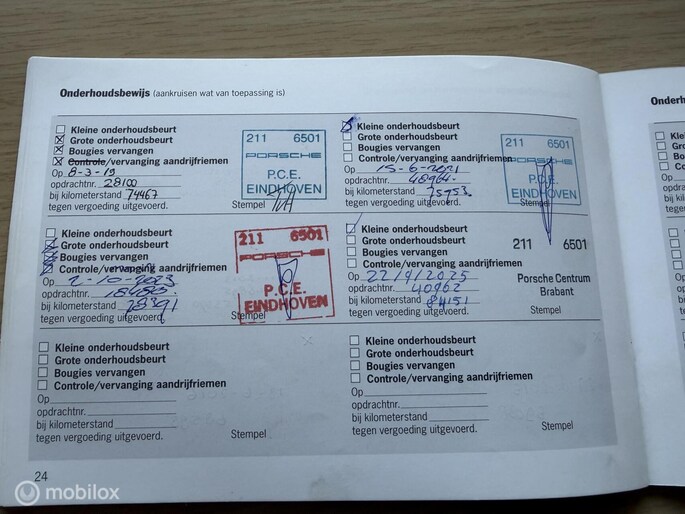 Onderhoudsbewijs (aankruisen wat van toepassing is)
Kleine onderhoudsbeurt
Grote onderhoudsbeurt
Bougies vervangen
Controle/vervanging aandrijfriemen
Op 8-3-19
opdrachtnr. 28100
bij kilometerstand 74467
tegen vergoeding uitgevoerd. Stempel
211 6501
PORSCHE
P.C.E.
EINDHOVEN
Kleine onderhoudsbeurt
Grote onderhoudsbeurt
Bougies vervangen
Controle/vervanging aandrijfriemen
Op 15-6-2021
opdrachtnr. 48964
bij kilometerstand 75953
tegen vergoeding uitgevoerd. Stempel
211 6501
PORSCHE
P.C.E.
EINDHOVEN
Kleine onderhoudsbeurt
Grote onderhoudsbeurt
Bougies vervangen
Controle/vervanging aandrijfriemen
Op 2-10-2023
opdrachtnr.
bij kilometerstand 78391
tegen vergoeding uitgevoerd. Stempel
211 6501
PORSCHE
P.C.E.
EINDHOVEN
Kleine onderhoudsbeurt
Grote onderhoudsbeurt
Bougies vervangen
Controle/vervanging aandrijfriemen
Op 22/9/2025
opdrachtnr. 40962
bij kilometerstand 84151
tegen vergoeding uitgevoerd. Stempel
211 6501
Porsche Centrum
Brabant
Kleine onderhoudsbeurt
Grote onderhoudsbeurt
Bougies vervangen
Controle/vervanging aandrijfriemen
Op
opdrachtnr.
bij kilometerstand
tegen vergoeding uitgevoerd. Stempel
Kleine onderhoudsbeurt
Grote onderhoudsbeurt
Bougies vervangen
Controle/vervanging aandrijfriemen
Op
opdrachtnr.
bij kilometerstand
tegen vergoeding uitgevoerd. Stempel
24
mobilox